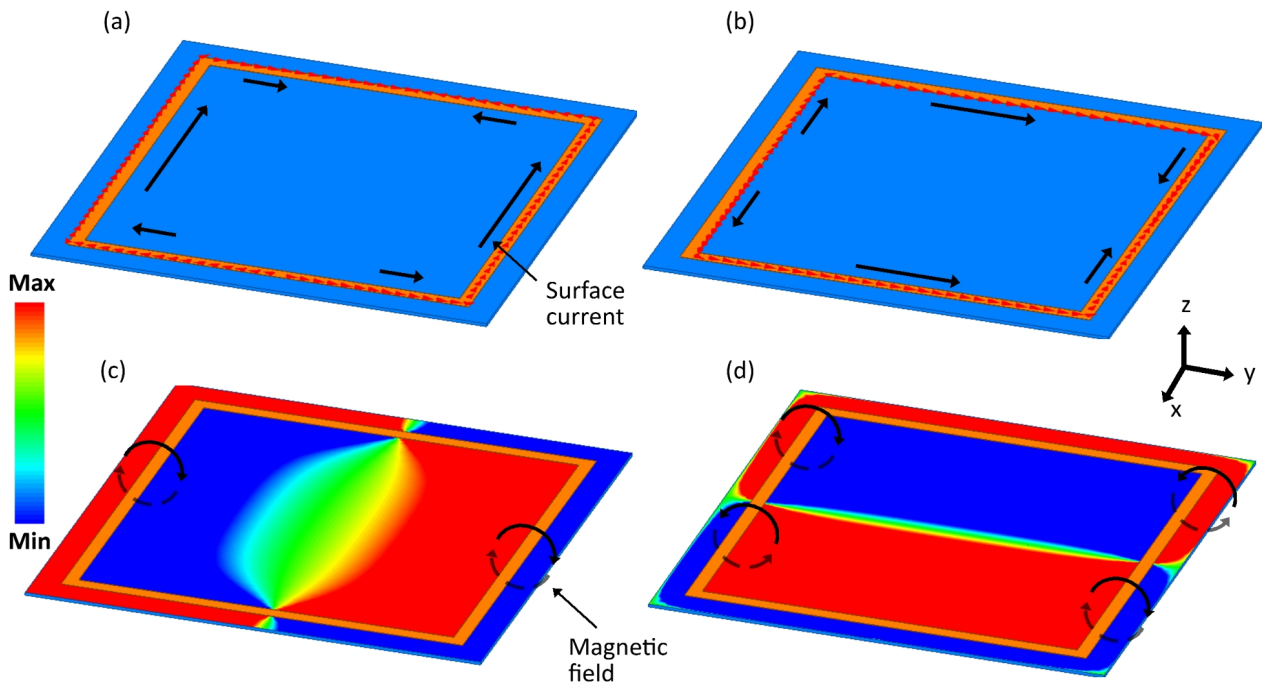 (a)
(b)
Surface
current
Max
Min
z
y
x
(c)
(d)
Magnetic
field